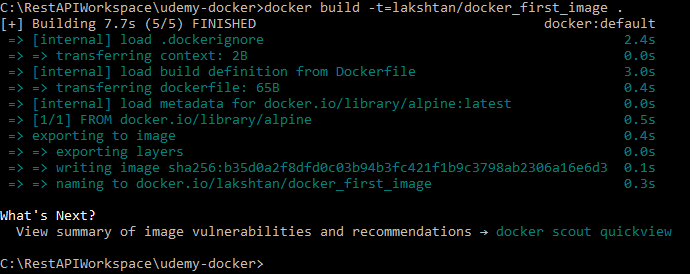 C:\RestAPIWorkspace\udemy-docker>docker build -t=lakshtan/docker_first_image .
[+] Building 7.7s (5/5) FINISHED docker:default
=> [internal] load .dockerignore 2.4s
=> => transferring context: 2B 0.0s
=> [internal] load build definition from Dockerfile 3.0s
=> => transferring dockerfile: 65B 0.4s
=> [internal] load metadata for docker.io/library/alpine:latest 0.0s
=> [1/1] FROM docker.io/library/alpine 0.5s
=> exporting to image 0.4s
=> => exporting layers 0.0s
=> => writing image sha256:b35d0a2f8dfd0c03b94b3fc421f1b9c3798ab2306a16e6d3 0.1s
=> => naming to docker.io/lakshtan/docker_first_image 0.3s
What's Next?
View summary of image vulnerabilities and recommendations → docker scout quickview
C:\RestAPIWorkspace\udemy-docker>